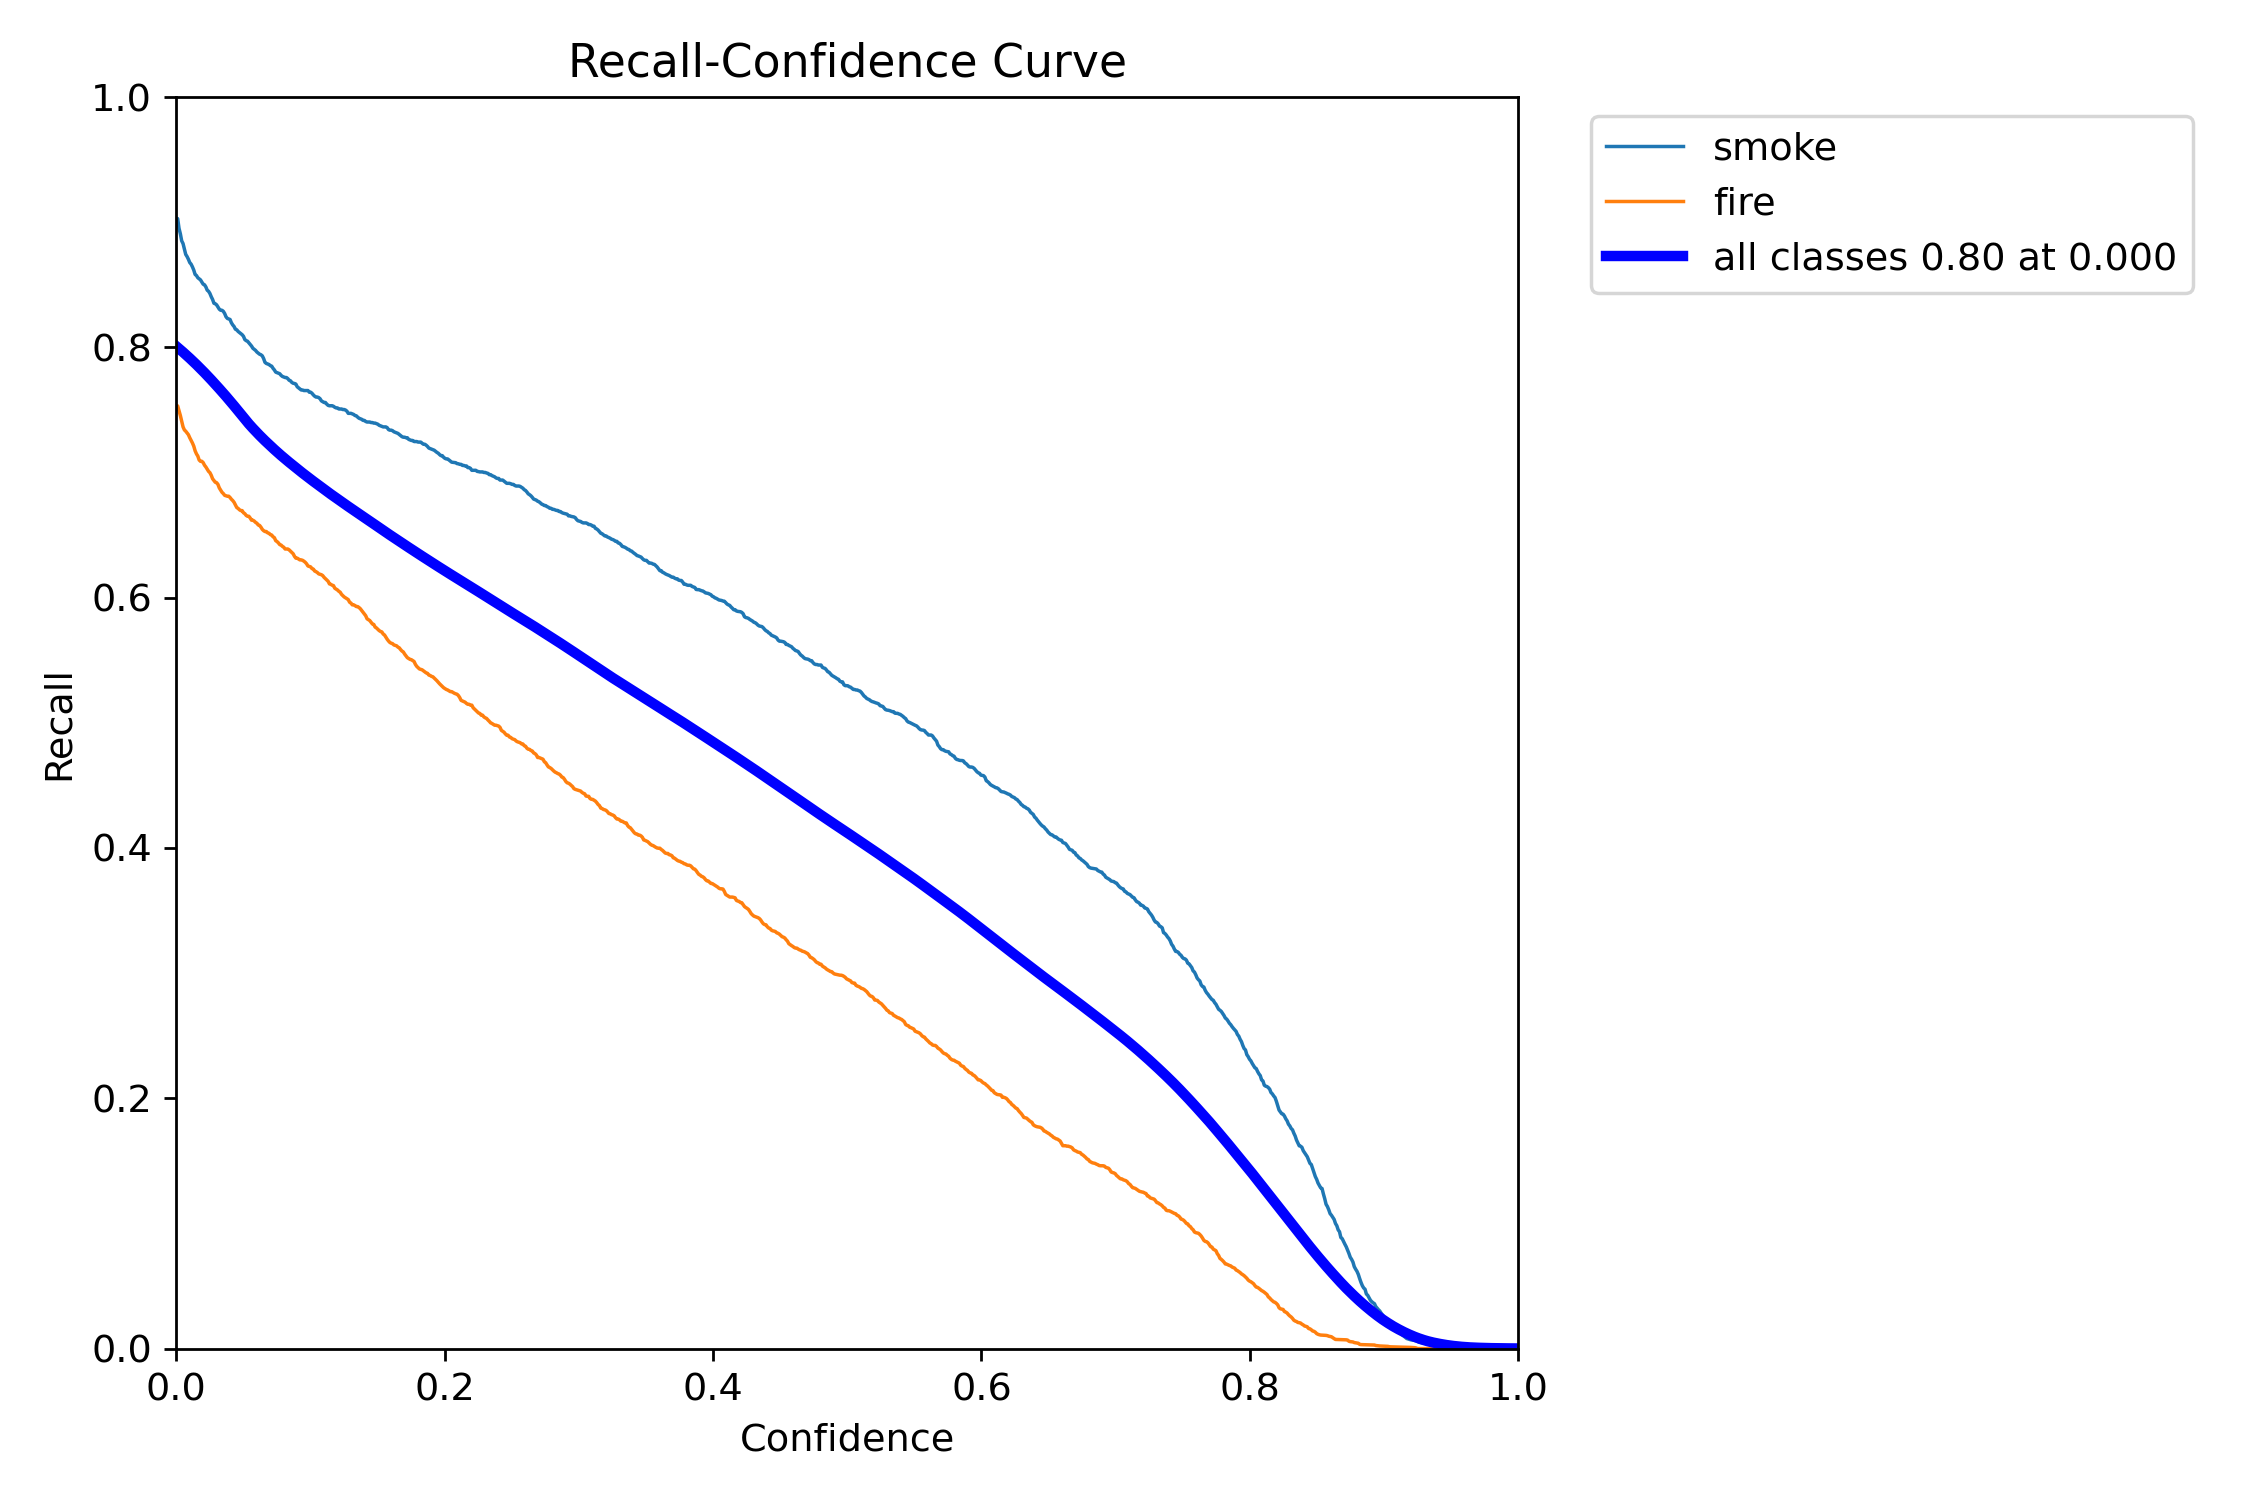 Recall-Confidence Curve
1.0
0.8
0.6
0.4
0.2
0.0
Recall
0.0 0.2 0.4 0.6 0.8 1.0
Confidence
smoke
fire
all classes 0.80 at 0.000